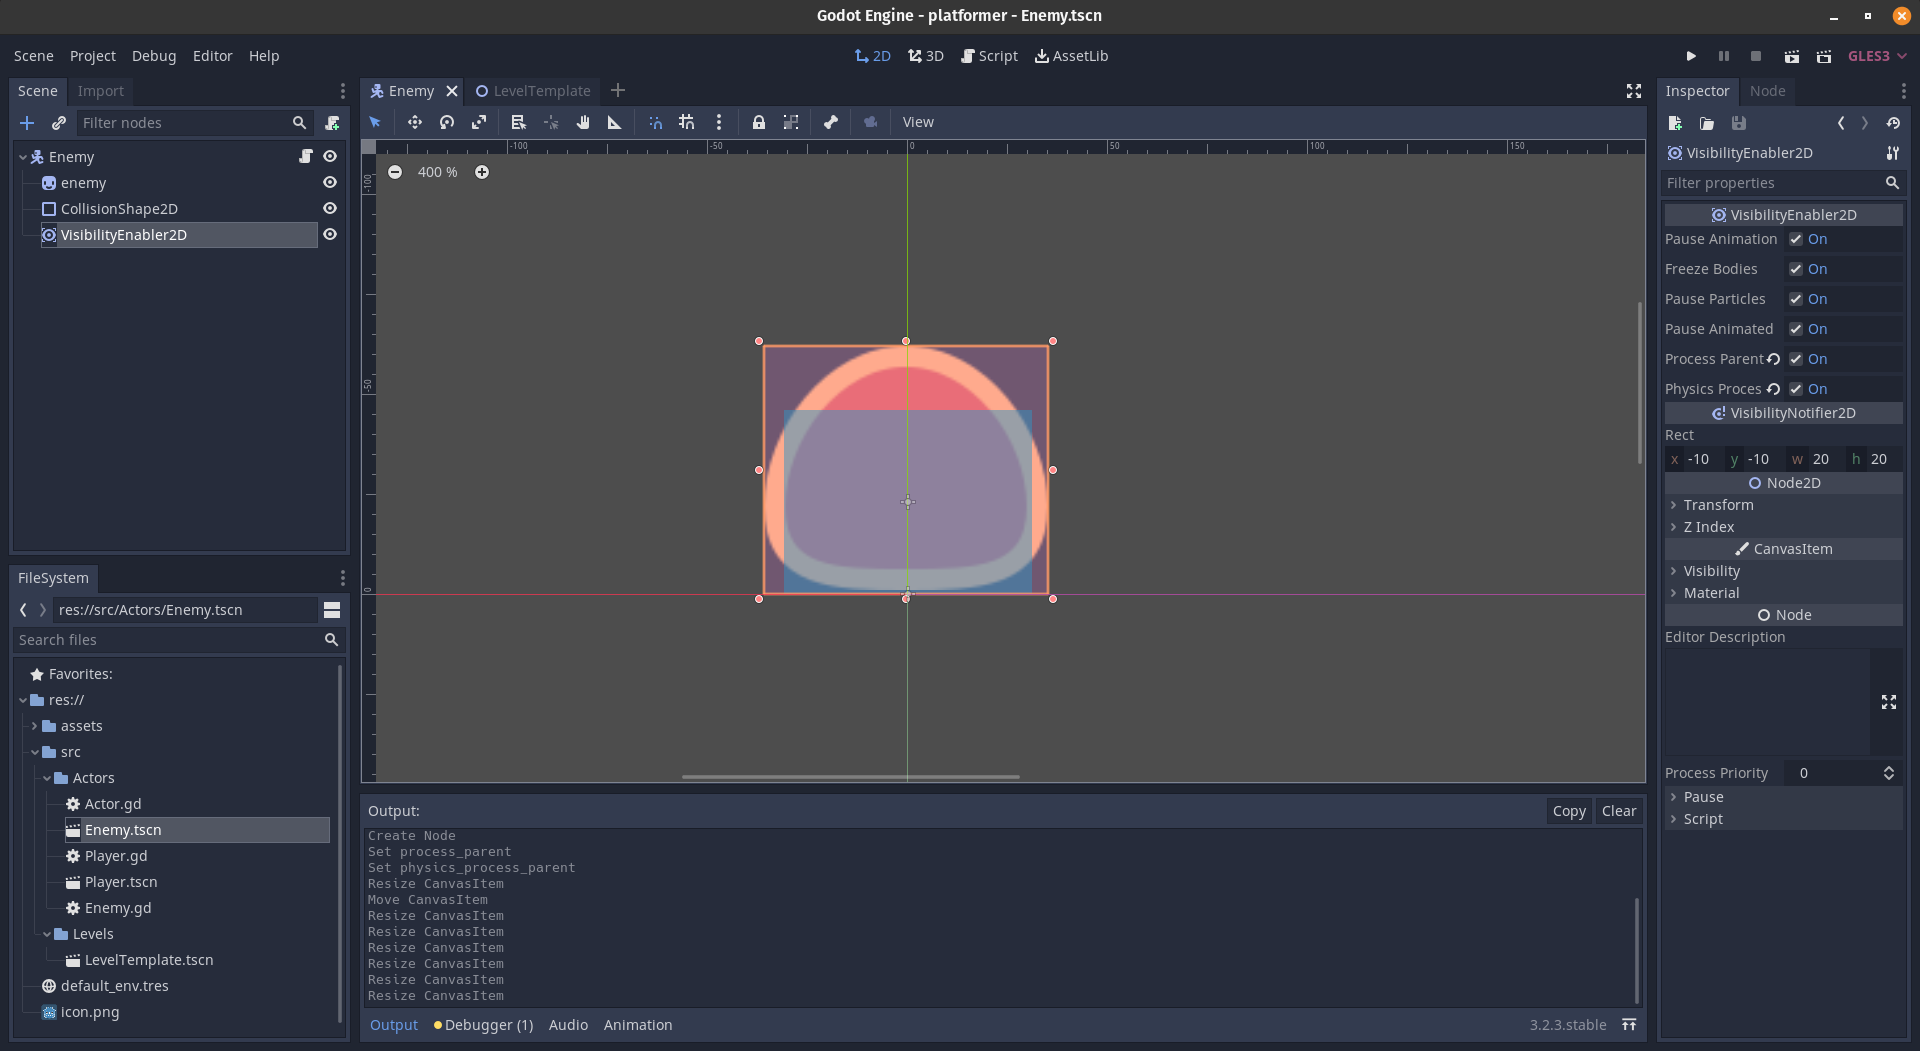 Godot Engine - platformer - Enemy.tscn
Scene Project Debug Editor Help
2D 3D Script AssetLib
GLES3
Scene Import
Filter nodes
Enemy
enemy
CollisionShape2D
VisibilityEnabler2D
FileSystem
res://src/Actors/Enemy.tscn
Search files
Favorites:
res://
assets
src
Actors
Actor.gd
Enemy.tscn
Player.gd
Player.tscn
Enemy.gd
Levels
LevelTemplate.tscn
default_env.tres
icon.png
Enemy LevelTemplate
View
-100 -50 0 50 100 150
400 %
-100
-50
0
Output:
Copy Clear
Create Node
Set process_parent
Set physics_process_parent
Resize CanvasItem
Move CanvasItem
Resize CanvasItem
Resize CanvasItem
Resize CanvasItem
Resize CanvasItem
Resize CanvasItem
Resize CanvasItem
Output Debugger (1) Audio Animation
3.2.3.stable
Inspector Node
VisibilityEnabler2D
Filter properties
VisibilityEnabler2D
Pause Animation On
Freeze Bodies On
Pause Particles On
Pause Animated On
Process Parent On
Physics Proces On
VisibilityNotifier2D
Rect
x -10 y -10 w 20 h 20
Node2D
Transform
Z Index
CanvasItem
Visibility
Material
Node
Editor Description
Process Priority 0
Pause
Script